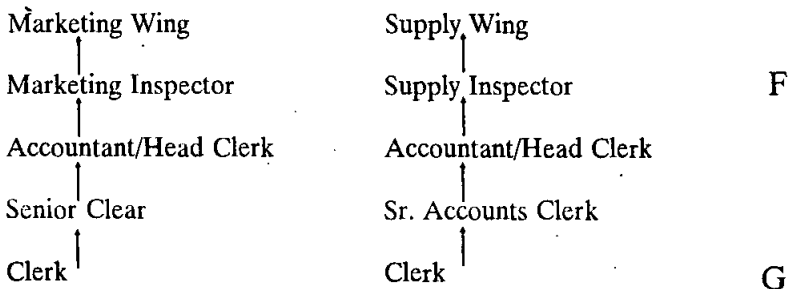 Marketing Wing Supply Wing
Marketing Inspector Supply Inspector F
Accountant/Head Clerk Accountant/Head Clerk
Senior Clear Sr. Accounts Clerk
Clerk Clerk G